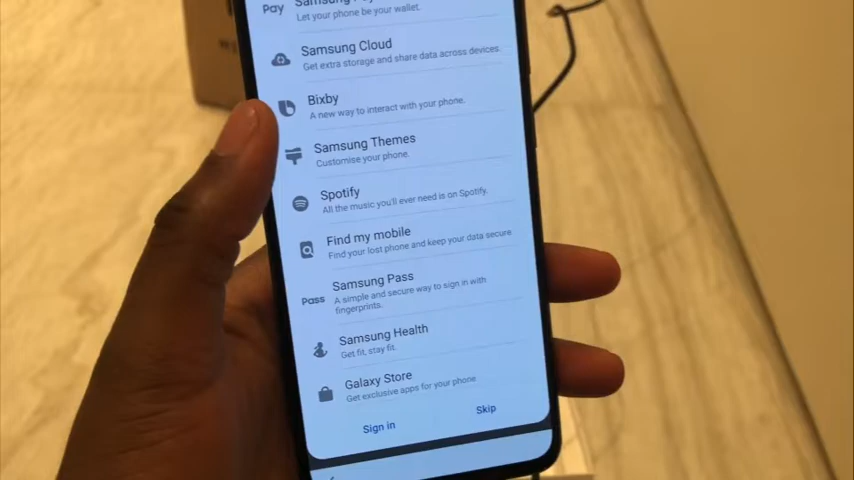 Pay
Samsung Pay
Let your phone be your wallet.
Samsung Cloud
Get extra storage and share data across devices.
Bixby
A new way to interact with your phone.
Samsung Themes
Customise your phone.
Spotify
All the music you'll ever need is on Spotify.
Find my mobile
Find your lost phone and keep your data secure
Pass
Samsung Pass
A simple and secure way to sign in with
fingerprints.
Samsung Health
Get fit, stay fit.
Galaxy Store
Get exclusive apps for your phone
Sign in
Skip